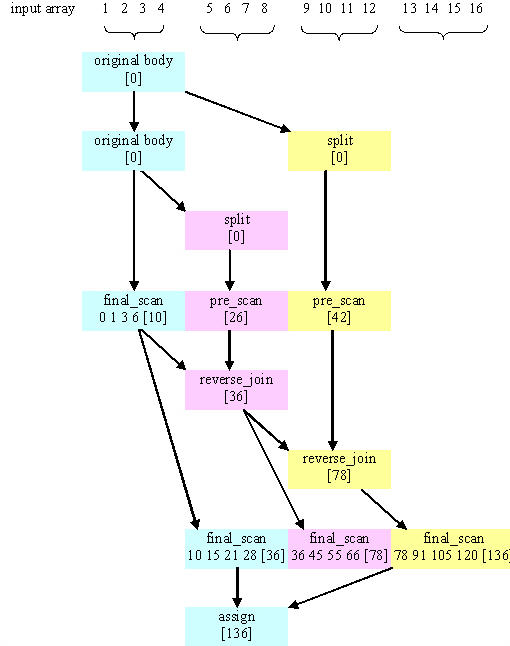 input array 1 2 3 4 5 6 7 8 9 10 11 12 13 14 15 16
original body
[0]
original body
[0]
split
[0]
split
[0]
final_scan
0 1 3 6 [10]
pre_scan
[26]
pre_scan
[42]
reverse_join
[36]
reverse_join
[78]
final_scan
10 15 21 28 [36]
final_scan
36 45 55 66 [78]
final_scan
78 91 105 120 [136]
assign
[136]